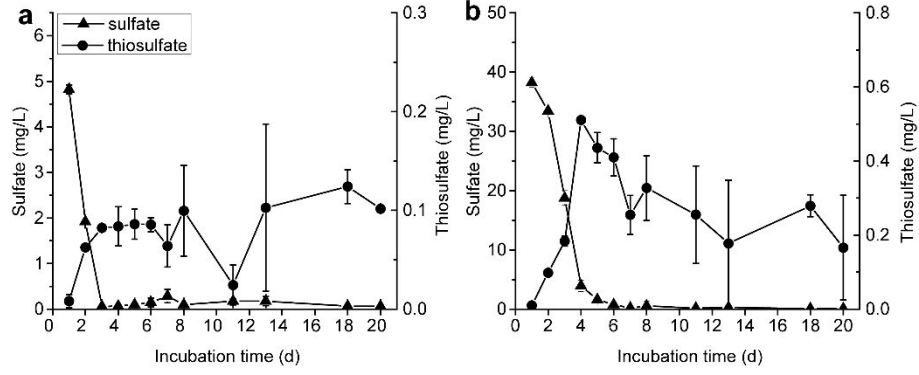 a
sulfate
thiosulfate
6
5
4
3
2
1
0
Sulfate (mg/L)
0.3
0.2
0.1
0.0
Thiosulfate (mg/L)
0 2 4 6 8 10 12 14 16 18 20
Incubation time (d)
b
50
40
30
20
10
0
Sulfate (mg/L)
0.8
0.6
0.4
0.2
0.0
Thiosulfate (mg/L)
0 2 4 6 8 10 12 14 16 18 20
Incubation time (d)